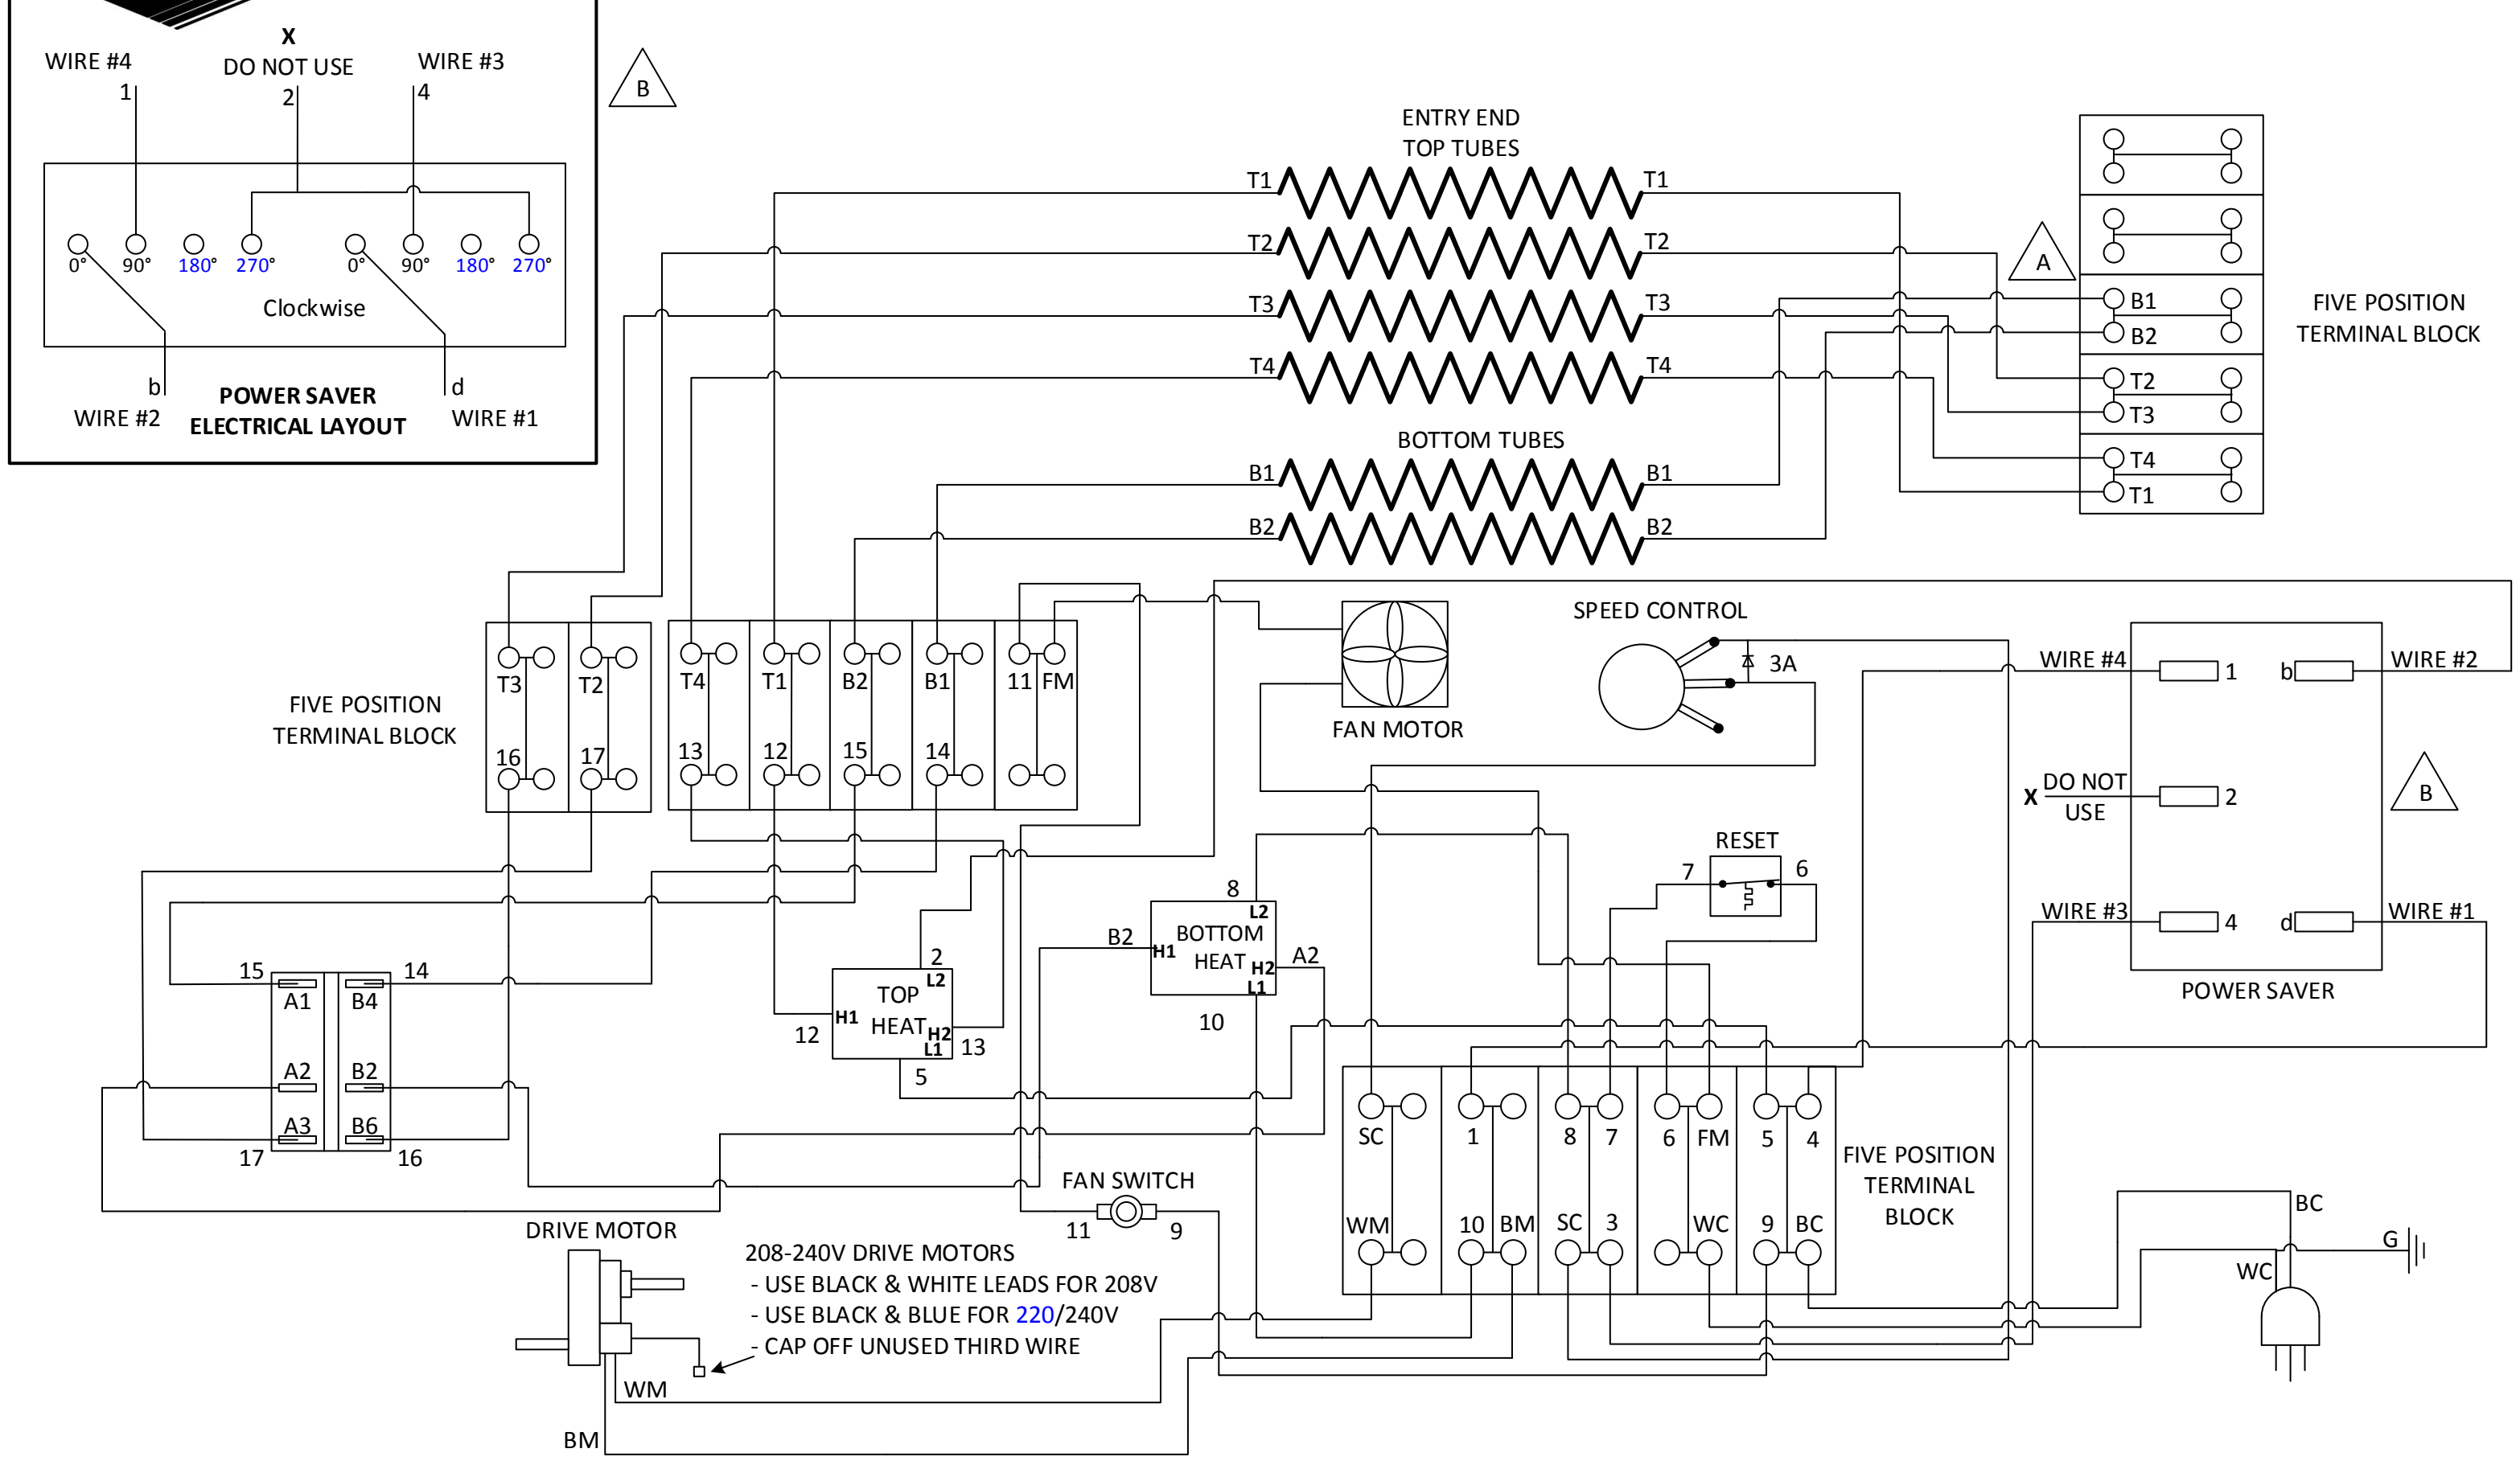 X
WIRE #4
DO NOT USE
WIRE #3
1
2
4
0°
90°
180°
270°
0°
90°
180°
270°
Clockwise
b
d
WIRE #2
WIRE #1
POWER SAVER
ELECTRICAL LAYOUT
B
ENTRY END
TOP TUBES
T1
T1
T2
T2
T3
T3
T4
T4
BOTTOM TUBES
B1
B1
B2
B2
A
B1
B2
T2
T3
T4
T1
FIVE POSITION
TERMINAL BLOCK
FIVE POSITION
TERMINAL BLOCK
T3
T2
T4
T1
B2
B1
11
FM
16
17
13
12
15
14
FAN MOTOR
SPEED CONTROL
3A
WIRE #4
1
b
WIRE #2
X
DO NOT
USE
2
B
WIRE #3
4
d
WIRE #1
POWER SAVER
RESET
7
6
8
L2
BOTTOM
HEAT
B2
H1
H2
A2
L1
10
2
L2
TOP
HEAT
H1
12
H2
L1
13
5
15
14
A1
B4
A2
B2
A3
B6
17
16
SC
1
8
7
6
FM
5
4
WM
10
BM
SC
3
WC
9
BC
FIVE POSITION
TERMINAL
BLOCK
FAN SWITCH
11
9
DRIVE MOTOR
208-240V DRIVE MOTORS
- USE BLACK & WHITE LEADS FOR 208V
- USE BLACK & BLUE FOR 220/240V
- CAP OFF UNUSED THIRD WIRE
WM
BM
BC
G
WC